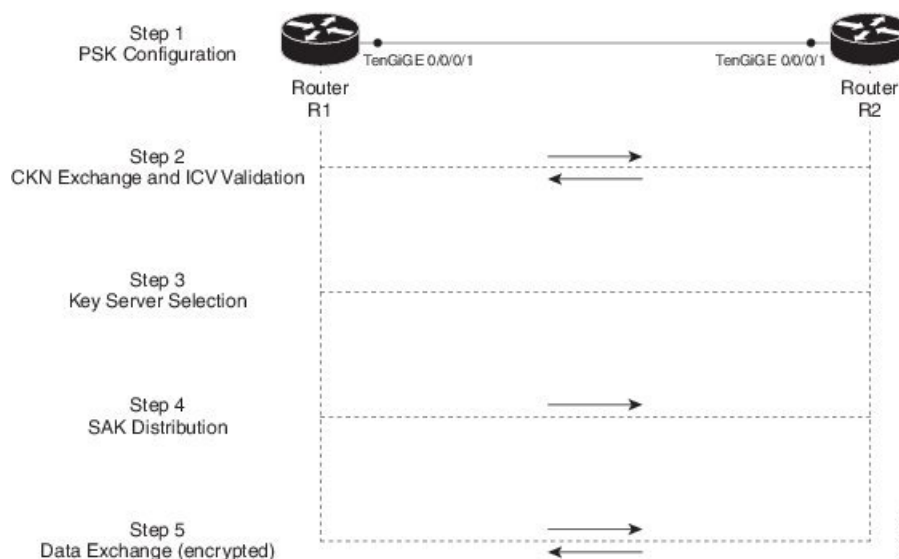 Step 1
PSK Configuration
TenGiGE 0/0/0/1
TenGiGE 0/0/0/1
Router
R1
Router
R2
Step 2
CKN Exchange and ICV Validation
Step 3
Key Server Selection
Step 4
SAK Distribution
Step 5
Data Exchange (encrypted)